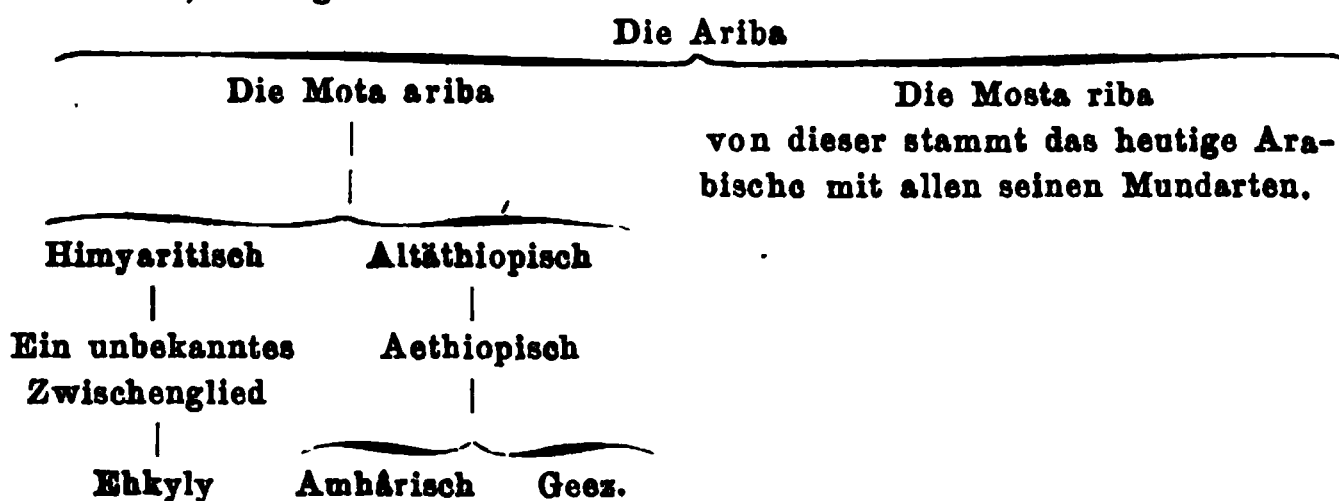 Die Ariba
Die Mota ariba
Die Mosta riba
von dieser stammt das heutige Ara-
bische mit allen seinen Mundarten.
Himyaritisch Altäthiopisch
Ein unbekanntes Aethiopisch
Zwischenglied
Ehkyly Amhârisch Geez.